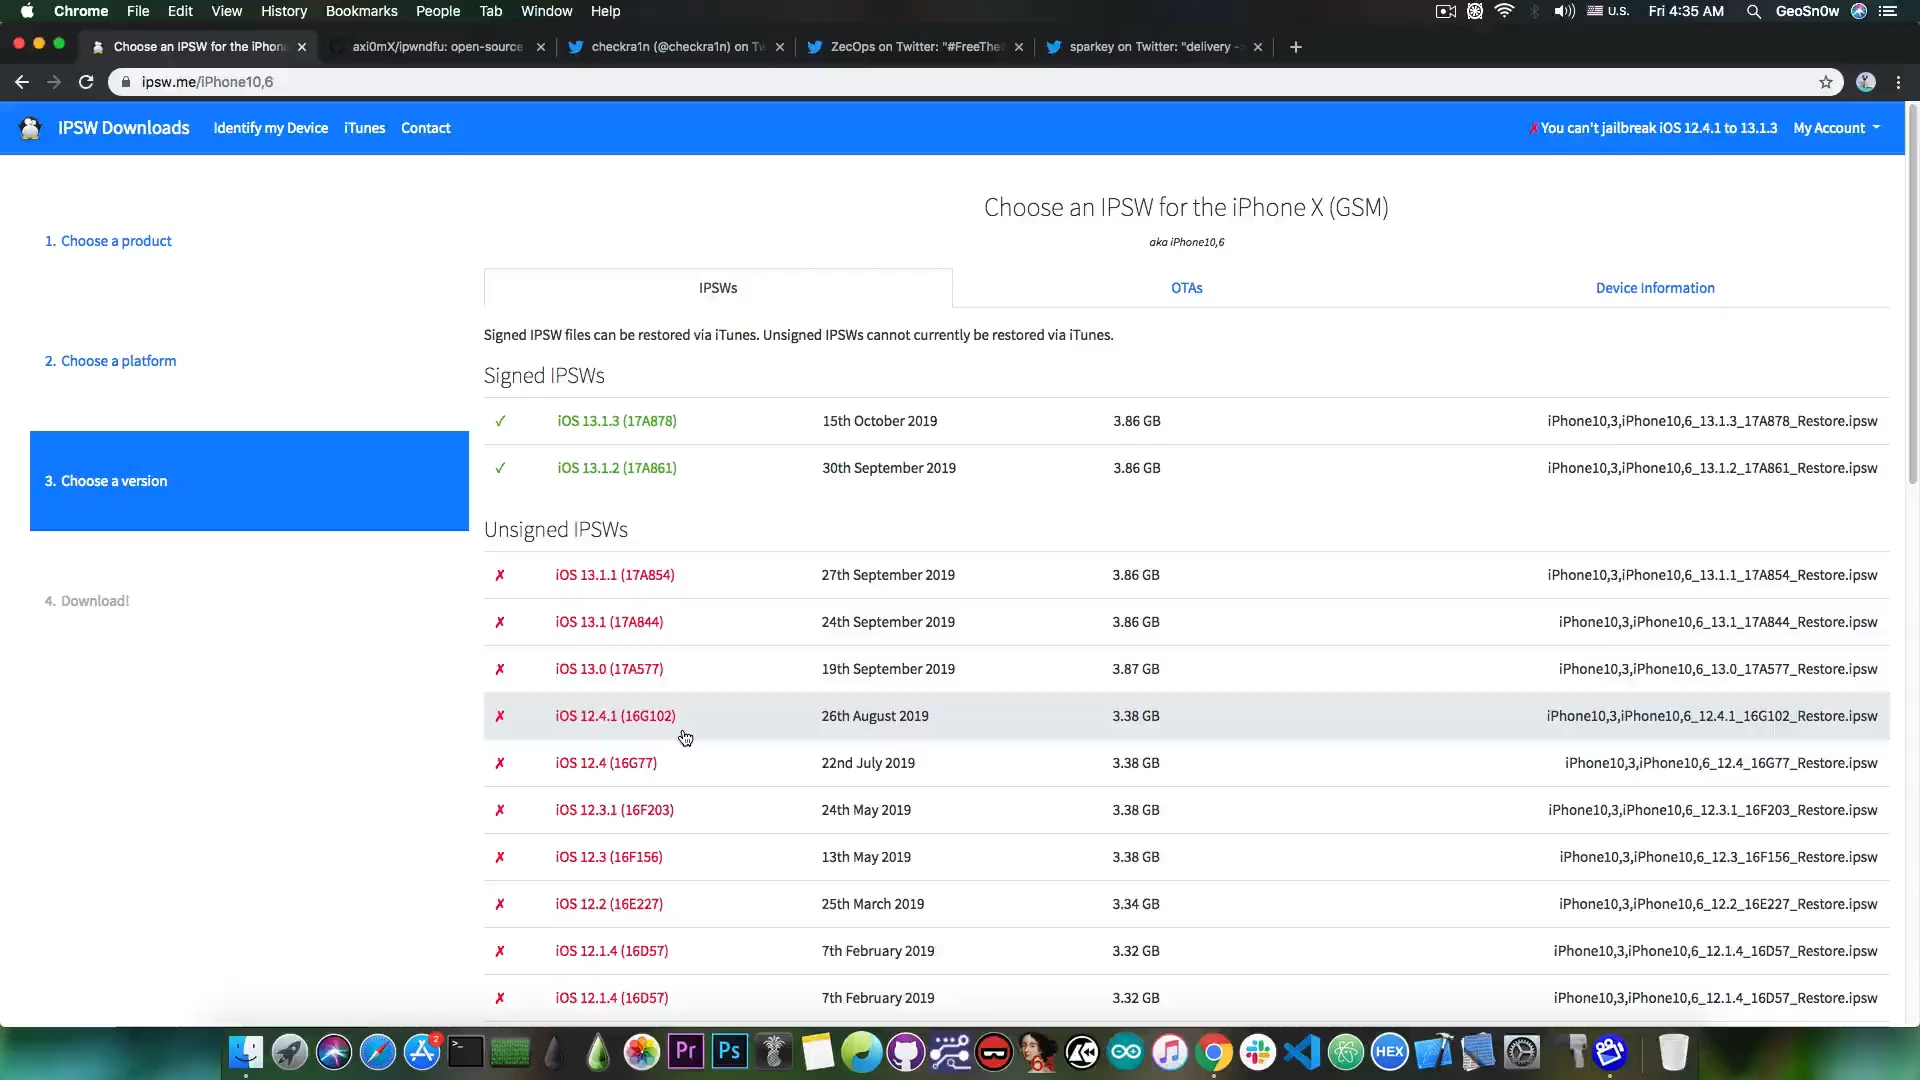 Chrome File Edit View History Bookmarks People Tab Window Help U.S. Fri 4:35 AM GeoSn0w
Choose an IPSW for the iPhone axi0mX/ipwndfu: open-source checkra1n (@checkra1n) on Tw ZecOps on Twitter: "#FreeThe sparkey on Twitter: "delivery -
ipsw.me/iPhone10,6
IPSW Downloads Identify my Device iTunes Contact ✗You can't jailbreak iOS 12.4.1 to 13.1.3 My Account
Choose an IPSW for the iPhone X (GSM)
aka iPhone10,6
1. Choose a product
2. Choose a platform
3. Choose a version
4. Download!
IPSWs OTAs Device Information
Signed IPSW files can be restored via iTunes. Unsigned IPSWs cannot currently be restored via iTunes.
Signed IPSWs
✓ iOS 13.1.3 (17A878) 15th October 2019 3.86 GB iPhone10,3,iPhone10,6_13.1.3_17A878_Restore.ipsw
✓ iOS 13.1.2 (17A861) 30th September 2019 3.86 GB iPhone10,3,iPhone10,6_13.1.2_17A861_Restore.ipsw
Unsigned IPSWs
✗ iOS 13.1.1 (17A854) 27th September 2019 3.86 GB iPhone10,3,iPhone10,6_13.1.1_17A854_Restore.ipsw
✗ iOS 13.1 (17A844) 24th September 2019 3.86 GB iPhone10,3,iPhone10,6_13.1_17A844_Restore.ipsw
✗ iOS 13.0 (17A577) 19th September 2019 3.87 GB iPhone10,3,iPhone10,6_13.0_17A577_Restore.ipsw
✗ iOS 12.4.1 (16G102) 26th August 2019 3.38 GB iPhone10,3,iPhone10,6_12.4.1_16G102_Restore.ipsw
✗ iOS 12.4 (16G77) 22nd July 2019 3.38 GB iPhone10,3,iPhone10,6_12.4_16G77_Restore.ipsw
✗ iOS 12.3.1 (16F203) 24th May 2019 3.38 GB iPhone10,3,iPhone10,6_12.3.1_16F203_Restore.ipsw
✗ iOS 12.3 (16F156) 13th May 2019 3.38 GB iPhone10,3,iPhone10,6_12.3_16F156_Restore.ipsw
✗ iOS 12.2 (16E227) 25th March 2019 3.34 GB iPhone10,3,iPhone10,6_12.2_16E227_Restore.ipsw
✗ iOS 12.1.4 (16D57) 7th February 2019 3.32 GB iPhone10,3,iPhone10,6_12.1.4_16D57_Restore.ipsw
✗ iOS 12.1.4 (16D57) 7th February 2019 3.32 GB iPhone10,3,iPhone10,6_12.1.4_16D57_Restore.ipsw
2 Pr Ps HEX